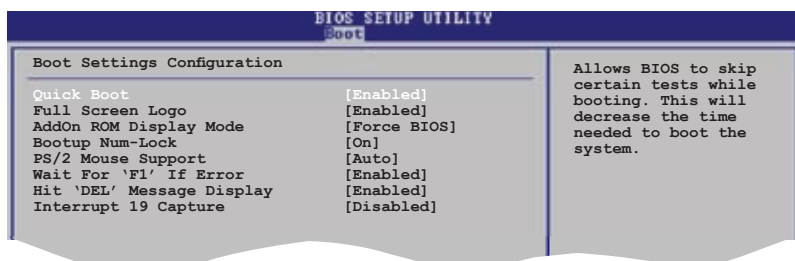 BIOS SETUP UTILITY
Boot
Boot Settings Configuration
Quick Boot [Enabled]
Full Screen Logo [Enabled]
AddOn ROM Display Mode [Force BIOS]
Bootup Num-Lock [On]
PS/2 Mouse Support [Auto]
Wait For ‘F1’ If Error [Enabled]
Hit ‘DEL’ Message Display [Enabled]
Interrupt 19 Capture [Disabled]
Allows BIOS to skip
certain tests while
booting. This will
decrease the time
needed to boot the
system.